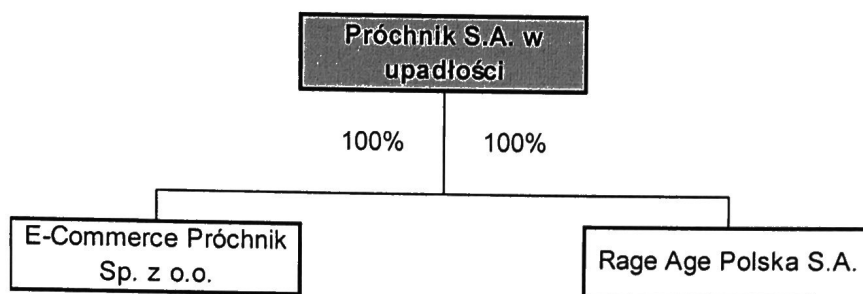 Próchnik S.A. w
upadłości
100%
100%
E-Commerce Próchnik
Sp. z o.o.
Rage Age Polska S.A.